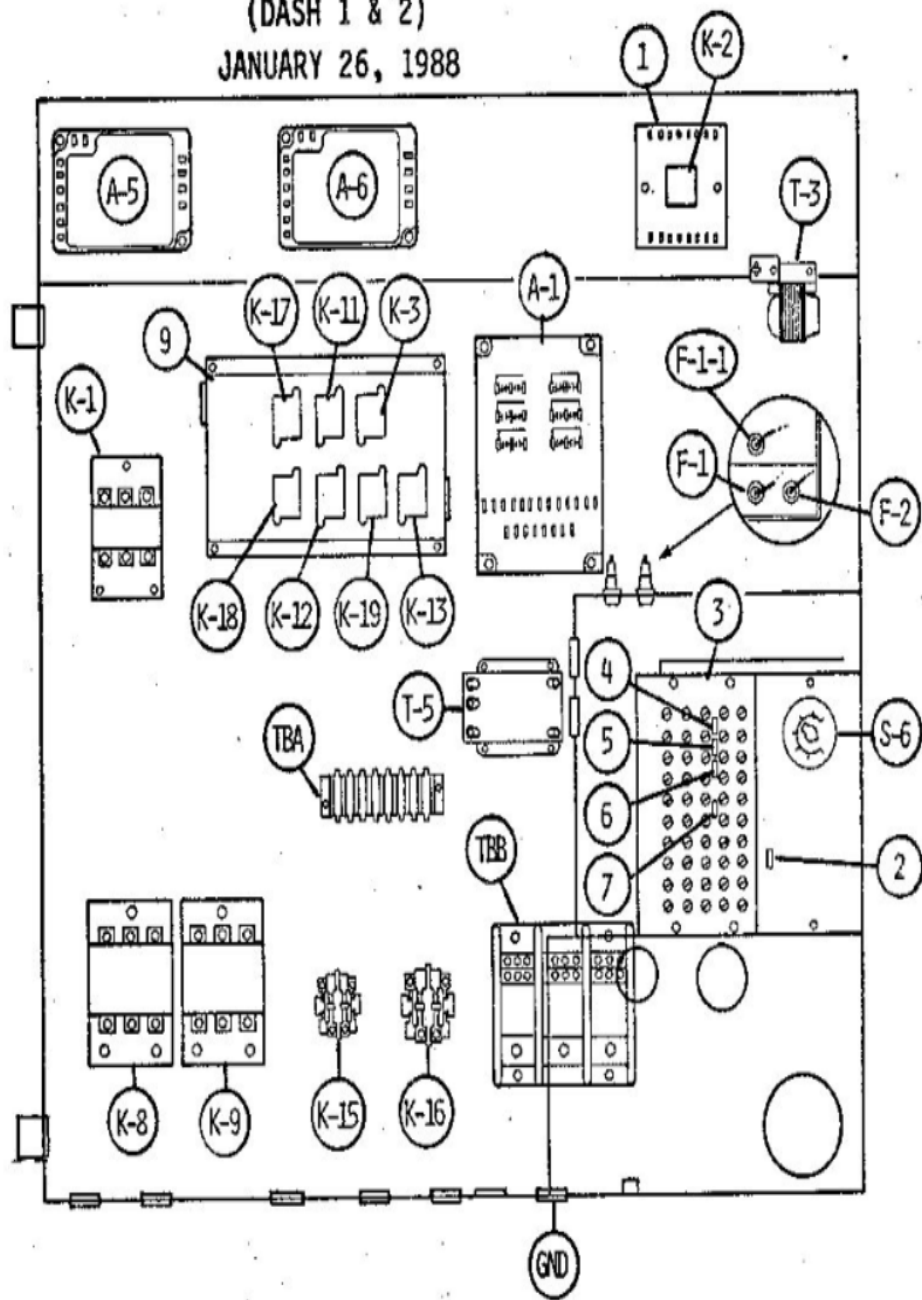 (DASH 1 & 2)
JANUARY 26, 1988
1
K-2
A-5
A-6
T-3
A-1
K-17
K-11
K-3
9
F-1-1
K-1
F-1
F-2
K-18
K-12
K-19
K-13
3
4
T-5
5
S-6
TBA
6
TBB
7
2
K-8
K-9
K-15
K-16
GND